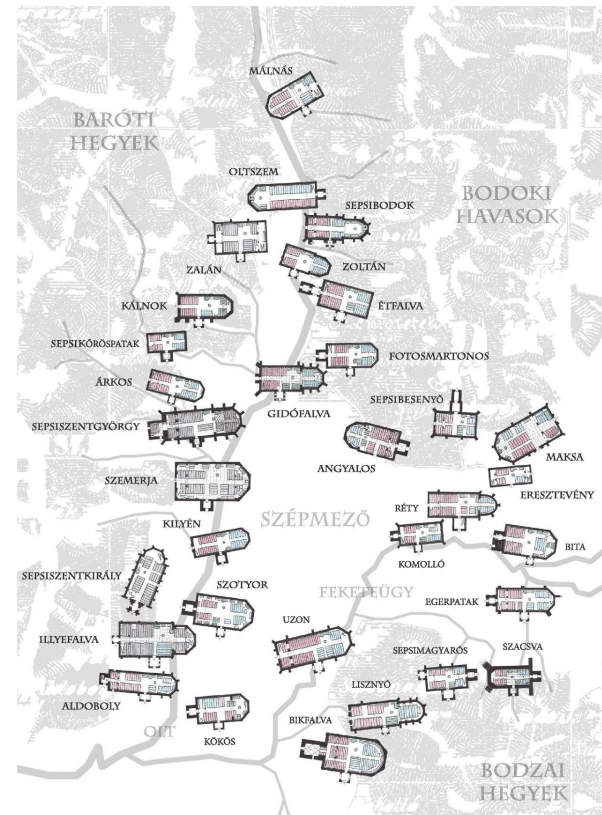 MÁLNÁS
BARÓTI
HEGYEK
OLTSZEM
BODOKI
HAVASOK
SEPSIBODOK
ZALÁN
ZOLTÁN
KÁLNOK
ÉTFALVA
SEPSIKŐRÖSPATAK
FOTOSMARTONOS
ÁRKOS
GIDÓFALVA
SEPSIBESENYŐ
SEPSISZENTGYÖRGY
ANGYALOS
MAKSA
SZEMERJA
ERESZTEVÉNY
RÉTY
KILYÉN
SZÉPMEZŐ
BITA
KOMOLLÓ
SEPSISZENTKIRÁLY
SZOTYOR
FEKETEÜGY
EGERPATAK
UZON
ILLYEFALVA
SEPSIMAGYARÓS
SZACSVA
LISZNYÓ
ALDOBOLY
BIKFALVA
OLT
KÖKÖS
BODZAI
HEGYEK